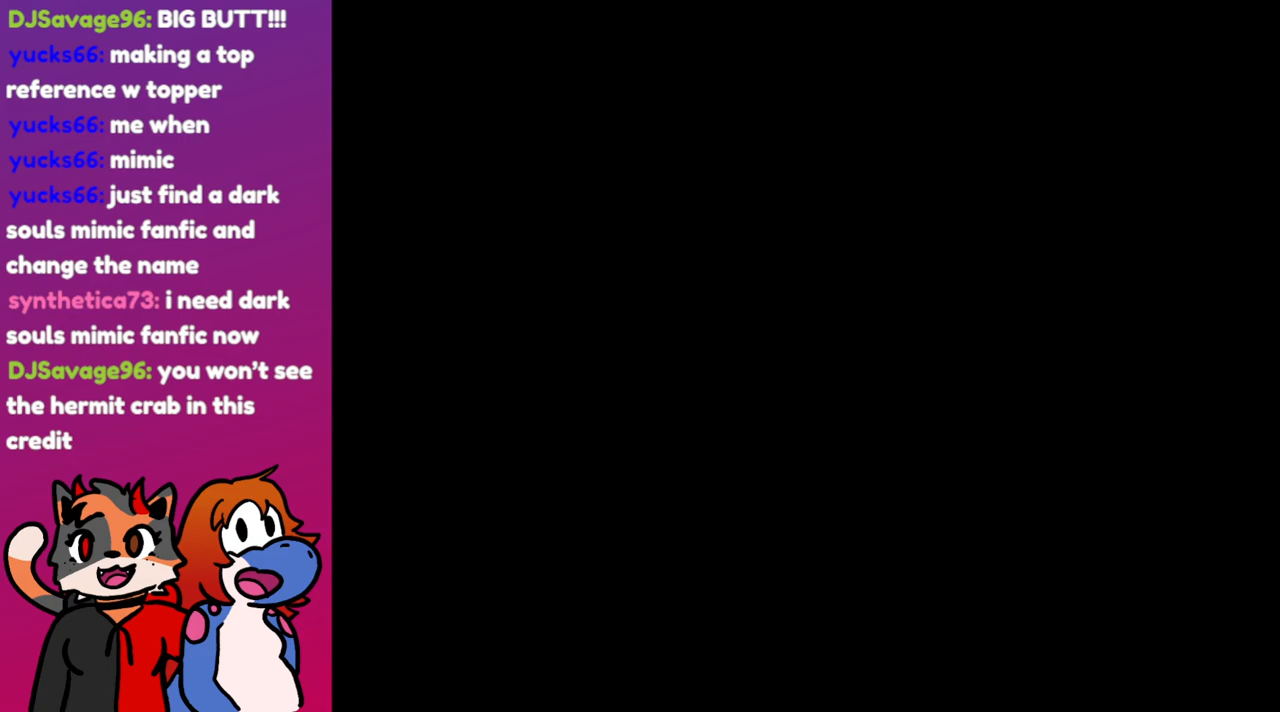 DJSavage96: BIG BUTT!!!
yucks66: making a top
reference w topper
yucks66: me when
yucks66: mimic
yucks66: just find a dark
souls mimic fanfic and
change the name
synthetica73: i need dark
souls mimic fanfic now
DJSavage96: you won't see
the hermit crab in this
credit